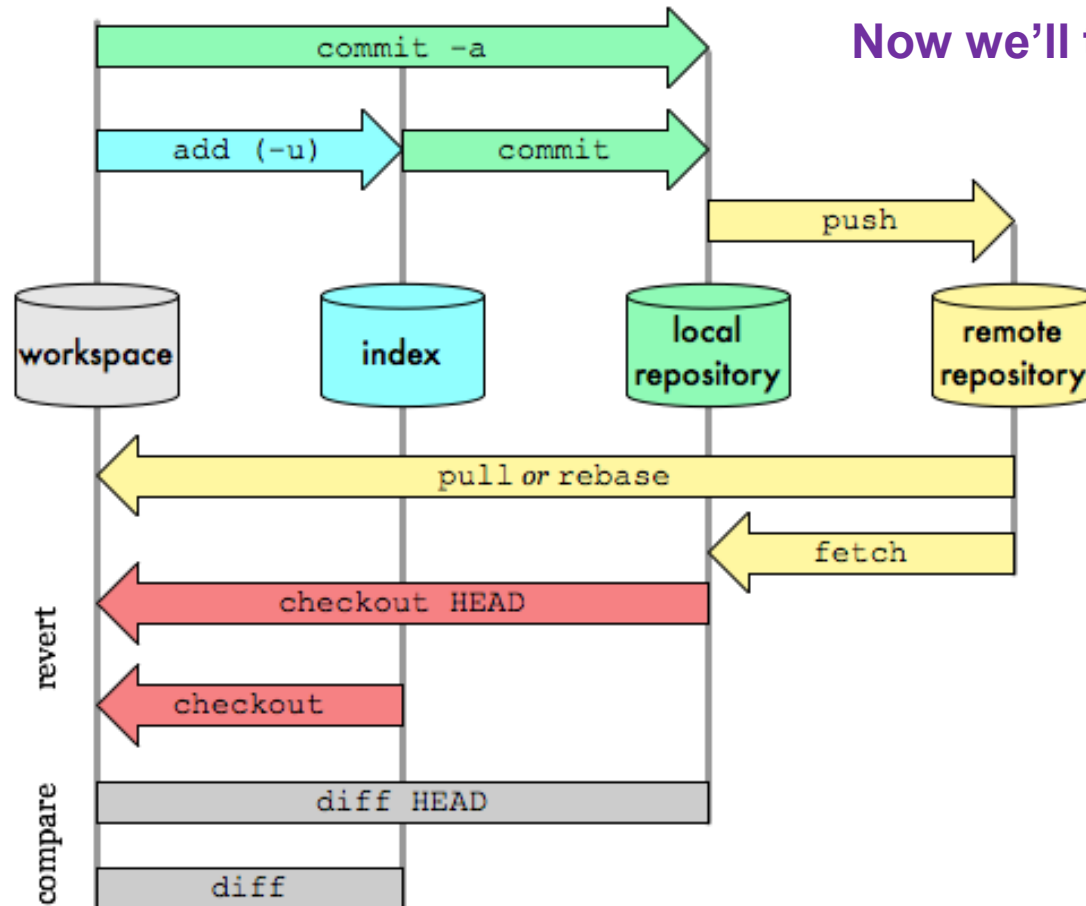 Now we’ll
commit -a
add (-u)
commit
push
workspace
index
local
repository
remote
repository
pull or rebase
fetch
checkout HEAD
revert
checkout
diff HEAD
compare
diff